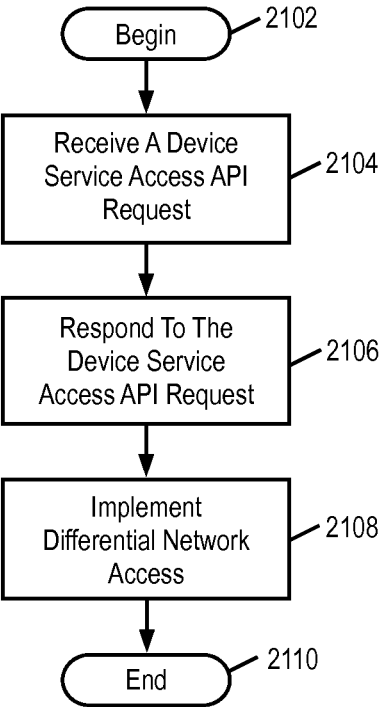 Begin
2102
Receive A Device
Service Access API
Request
2104
Respond To The
Device Service
Access API Request
2106
Implement
Differential Network
Access
2108
End
2110